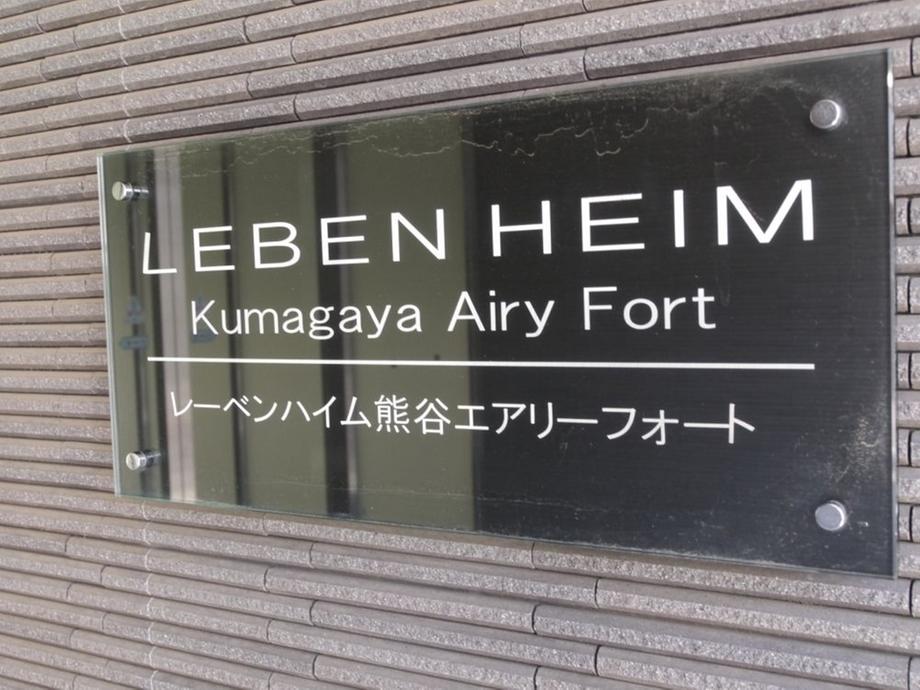 LEBEN HEIM
Kumagaya Airy Fort
レーベンハイム熊谷エアリーフォート